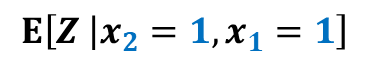 E[Z |x₂ = 1, x₁ = 1]